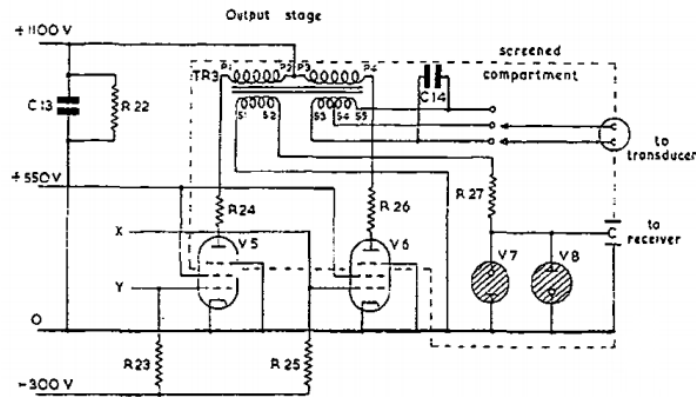 Output stage
+1100 V
P1 P2 P3 P4
TR3
screened
compartment
C13
R22
C14
S1 S2 S3 S4 S5
to
transducer
+550V
R27
R24
R26
to
receiver
X
V5
V6
V7
V8
Y
0
R23
R25
-300 V